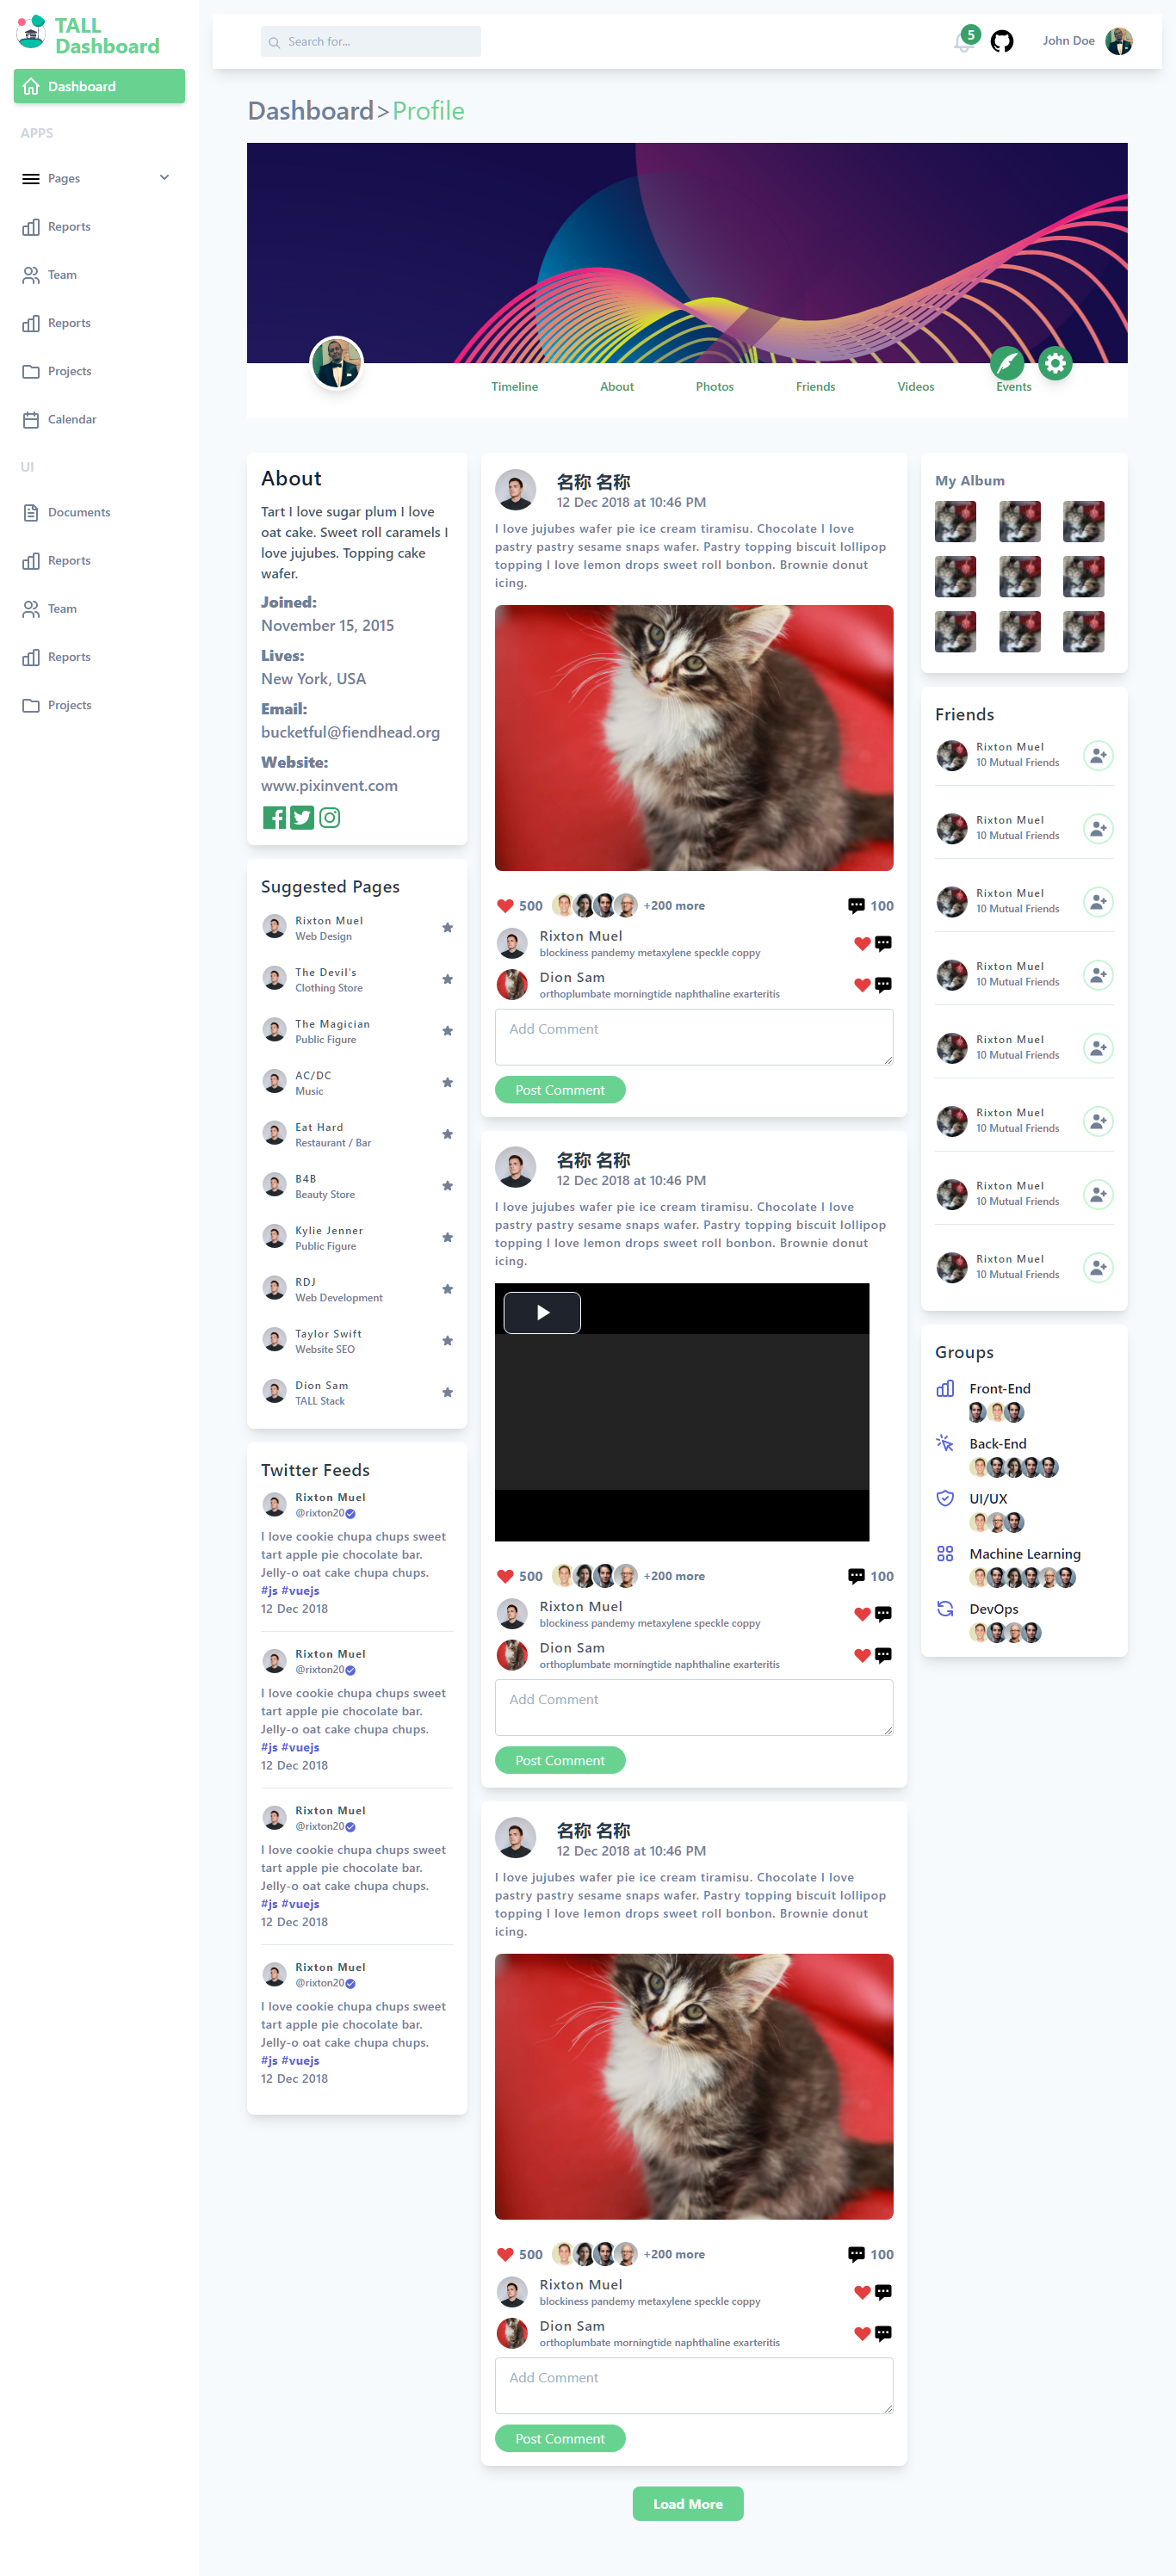 TALL
Dashboard
Dashboard
APPS
Pages
Reports
Team
Reports
Projects
Calendar
UI
Documents
Reports
Team
Reports
Projects
Search for...
5
John Doe
Dashboard>Profile
Timeline
About
Photos
Friends
Videos
Events
About
Tart I love sugar plum I love
oat cake. Sweet roll caramels I
love jujubes. Topping cake
wafer.
Joined:
November 15, 2015
Lives:
New York, USA
Email:
bucketful@fiendhead.org
Website:
www.pixinvent.com
Suggested Pages
Rixton Muel
Web Design
The Devil's
Clothing Store
The Magician
Public Figure
AC/DC
Music
Eat Hard
Restaurant / Bar
B4B
Beauty Store
Kylie Jenner
Public Figure
RDJ
Web Development
Taylor Swift
Website SEO
Dion Sam
TALL Stack
Twitter Feeds
Rixton Muel
@rixton20
I love cookie chupa chups sweet
tart apple pie chocolate bar.
Jelly-o oat cake chupa chups.
#js #vuejs
12 Dec 2018
Rixton Muel
@rixton20
I love cookie chupa chups sweet
tart apple pie chocolate bar.
Jelly-o oat cake chupa chups.
#js #vuejs
12 Dec 2018
Rixton Muel
@rixton20
I love cookie chupa chups sweet
tart apple pie chocolate bar.
Jelly-o oat cake chupa chups.
#js #vuejs
12 Dec 2018
Rixton Muel
@rixton20
I love cookie chupa chups sweet
tart apple pie chocolate bar.
Jelly-o oat cake chupa chups.
#js #vuejs
12 Dec 2018
名称 名称
12 Dec 2018 at 10:46 PM
I love jujubes wafer pie ice cream tiramisu. Chocolate I love
pastry pastry sesame snaps wafer. Pastry topping biscuit lollipop
topping I love lemon drops sweet roll bonbon. Brownie donut
icing.
500 +200 more 100
Rixton Muel
blockiness pandemy metaxylene speckle coppy
Dion Sam
orthoplumbate morningtide naphthaline exarteritis
Add Comment
Post Comment
名称 名称
12 Dec 2018 at 10:46 PM
I love jujubes wafer pie ice cream tiramisu. Chocolate I love
pastry pastry sesame snaps wafer. Pastry topping biscuit lollipop
topping I love lemon drops sweet roll bonbon. Brownie donut
icing.
500 +200 more 100
Rixton Muel
blockiness pandemy metaxylene speckle coppy
Dion Sam
orthoplumbate morningtide naphthaline exarteritis
Add Comment
Post Comment
名称 名称
12 Dec 2018 at 10:46 PM
I love jujubes wafer pie ice cream tiramisu. Chocolate I love
pastry pastry sesame snaps wafer. Pastry topping biscuit lollipop
topping I love lemon drops sweet roll bonbon. Brownie donut
icing.
500 +200 more 100
Rixton Muel
blockiness pandemy metaxylene speckle coppy
Dion Sam
orthoplumbate morningtide naphthaline exarteritis
Add Comment
Post Comment
Load More
My Album
Friends
Rixton Muel
10 Mutual Friends
Rixton Muel
10 Mutual Friends
Rixton Muel
10 Mutual Friends
Rixton Muel
10 Mutual Friends
Rixton Muel
10 Mutual Friends
Rixton Muel
10 Mutual Friends
Rixton Muel
10 Mutual Friends
Rixton Muel
10 Mutual Friends
Groups
Front-End
Back-End
UI/UX
Machine Learning
DevOps